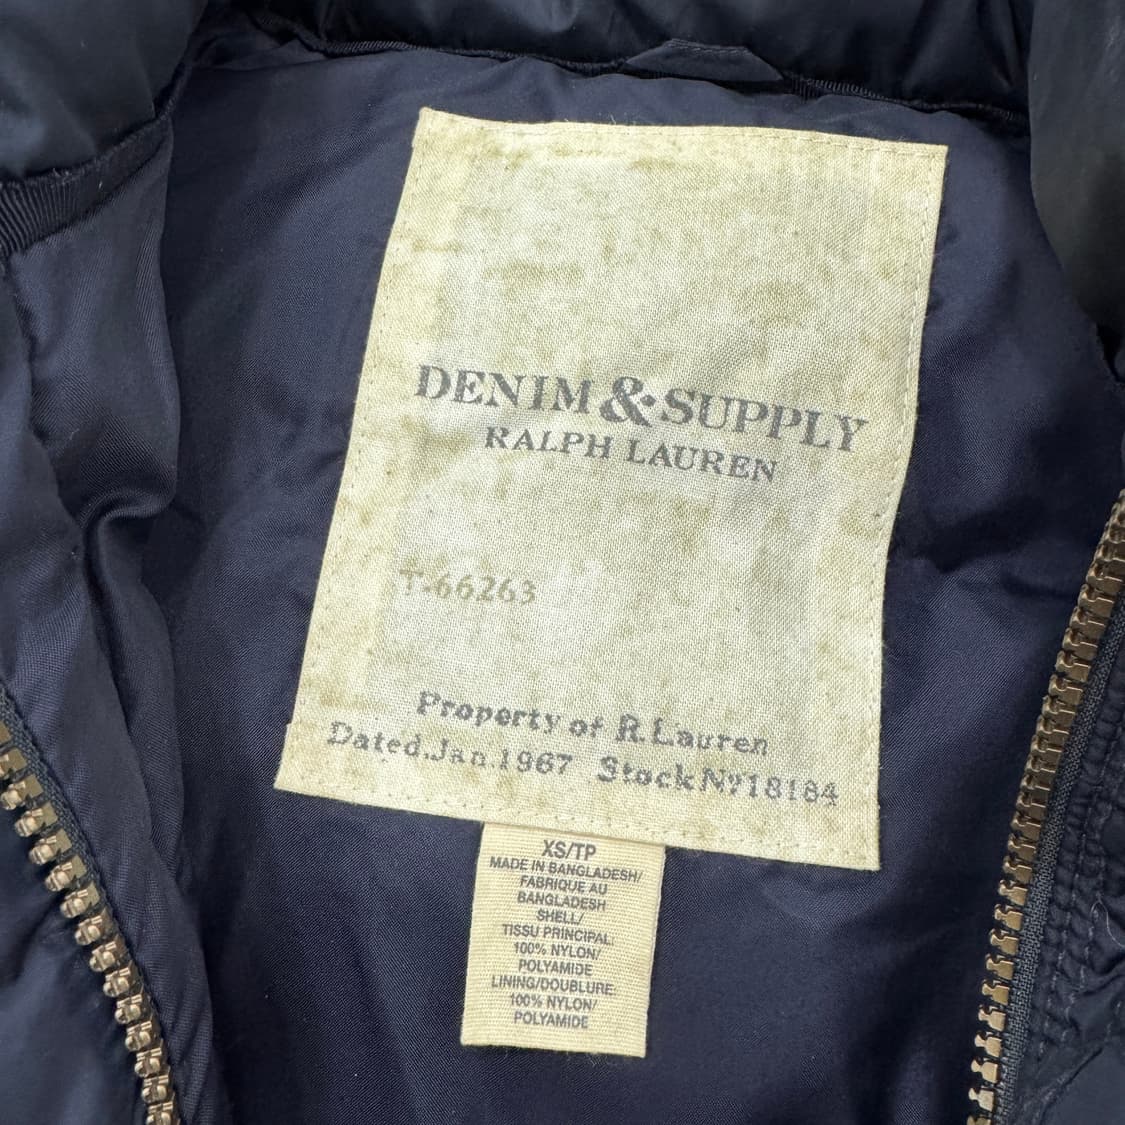 DENIM & SUPPLY
RALPH LAUREN
T-66263
Property of R.Lauren
Dated.Jan.1967 Stock Nº18184
XS/TP
MADE IN BANGLADESH/
FABRIQUE AU
BANGLADESH
SHELL/
TISSU PRINCIPAL:
100% NYLON/
POLYAMIDE
LINING/DOUBLURE:
100% NYLON/
POLYAMIDE